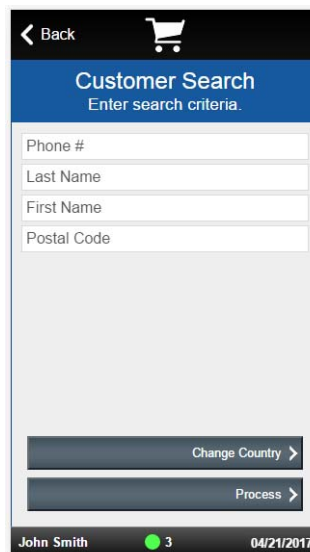 Back
Customer Search
Enter search criteria.
Phone #
Last Name
First Name
Postal Code
Change Country
Process
John Smith 3 04/21/2017